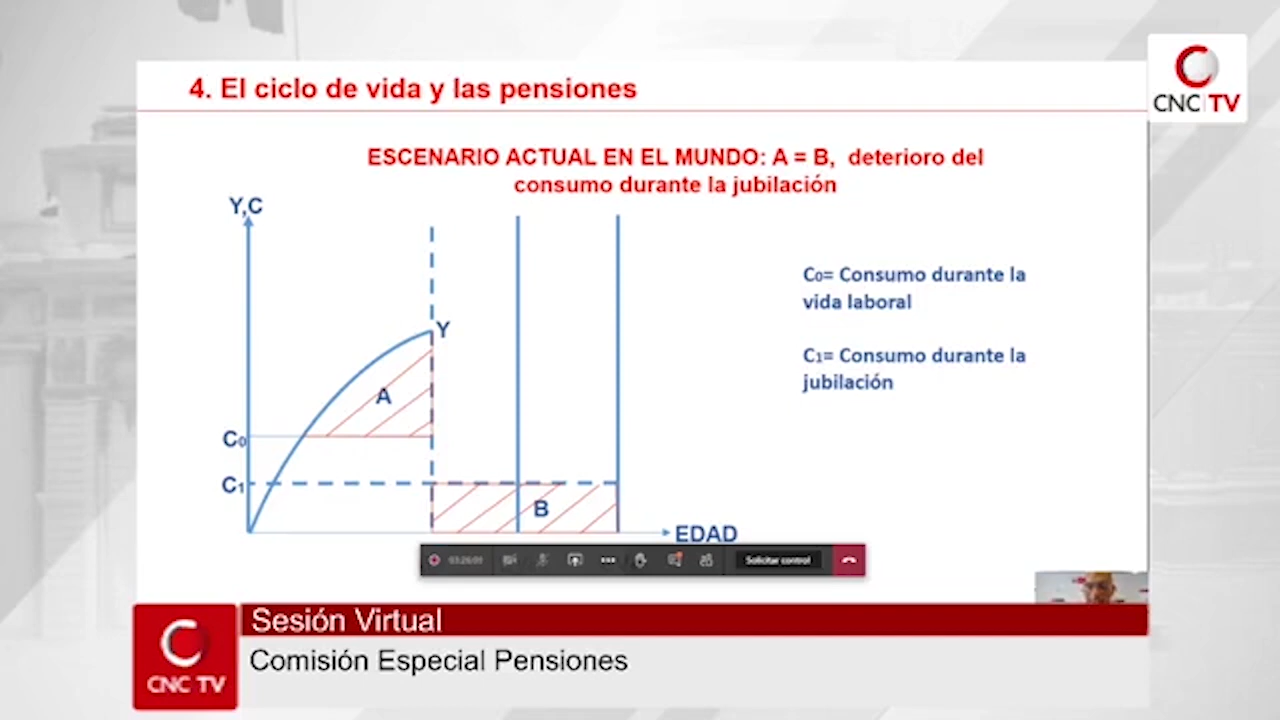 4. El ciclo de vida y las pensiones
CNC TV
ESCENARIO ACTUAL EN EL MUNDO: A = B, deterioro del
consumo durante la jubilación
Y,C
C₀= Consumo durante la
vida laboral
Y
C₁= Consumo durante la
jubilación
A
C₀
C₁
B
EDAD
Solicitar control
Sesión Virtual
Comisión Especial Pensiones
CNC TV